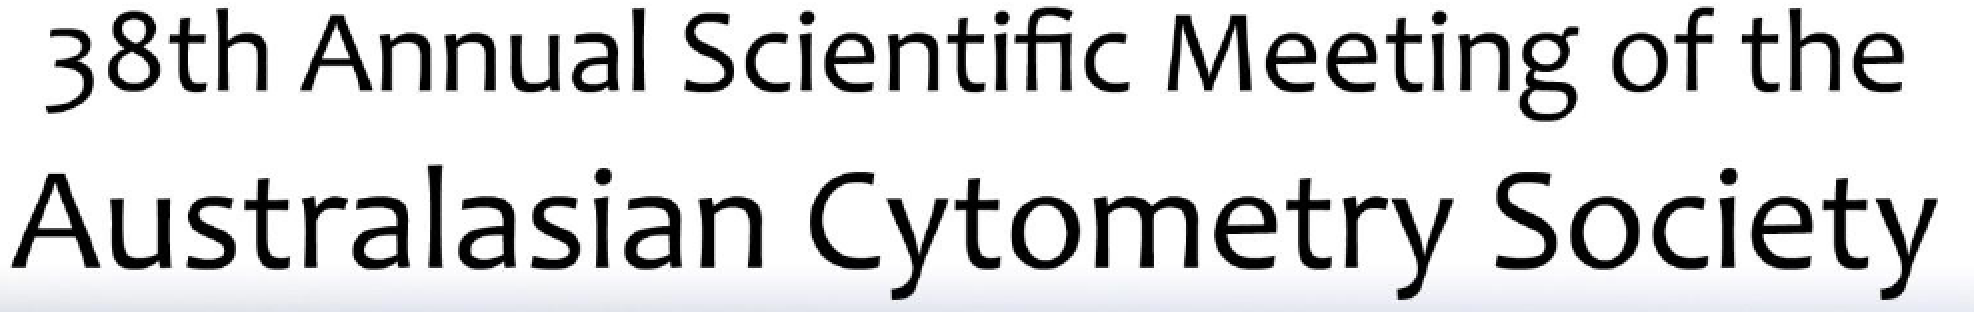 38th Annual Scientific Meeting of the
Australasian Cytometry Society